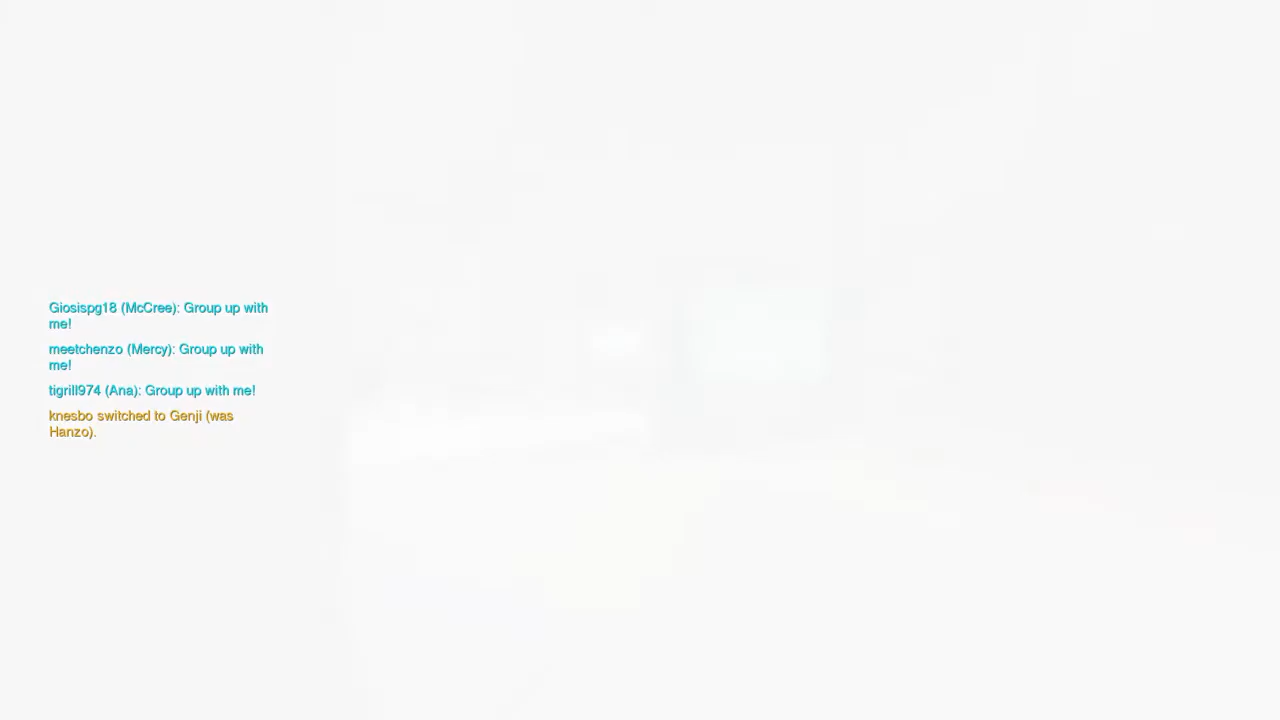 Giosispg18 (McCree): Group up with
me!
meetchenzo (Mercy): Group up with
me!
tigrill974 (Ana): Group up with me!
knesbo switched to Genji (was
Hanzo).